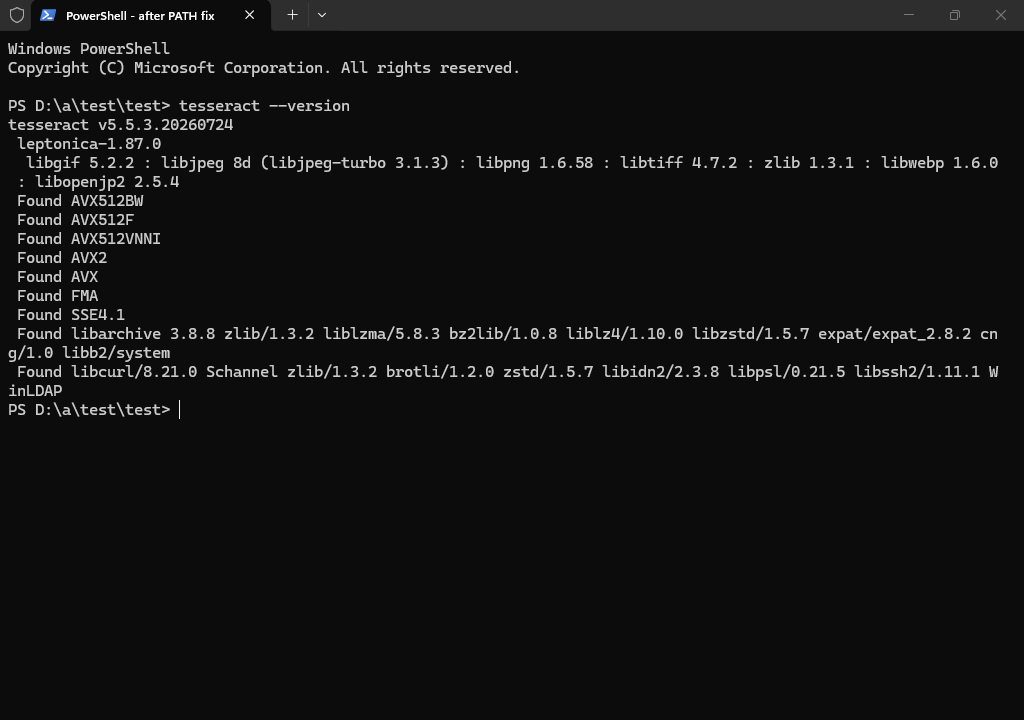 PowerShell - after PATH fix
Windows PowerShell
Copyright (C) Microsoft Corporation. All rights reserved.
PS D:\a\test\test> tesseract --version
tesseract v5.5.3.20260724
 leptonica-1.87.0
  libgif 5.2.2 : libjpeg 8d (libjpeg-turbo 3.1.3) : libpng 1.6.58 : libtiff 4.7.2 : zlib 1.3.1 : libwebp 1.6.0
 : libopenjp2 2.5.4
 Found AVX512BW
 Found AVX512F
 Found AVX512VNNI
 Found AVX2
 Found AVX
 Found FMA
 Found SSE4.1
 Found libarchive 3.8.8 zlib/1.3.2 liblzma/5.8.3 bz2lib/1.0.8 liblz4/1.10.0 libzstd/1.5.7 expat/expat_2.8.2 cn
g/1.0 libb2/system
 Found libcurl/8.21.0 Schannel zlib/1.3.2 brotli/1.2.0 zstd/1.5.7 libidn2/2.3.8 libpsl/0.21.5 libssh2/1.11.1 W
inLDAP
PS D:\a\test\test>